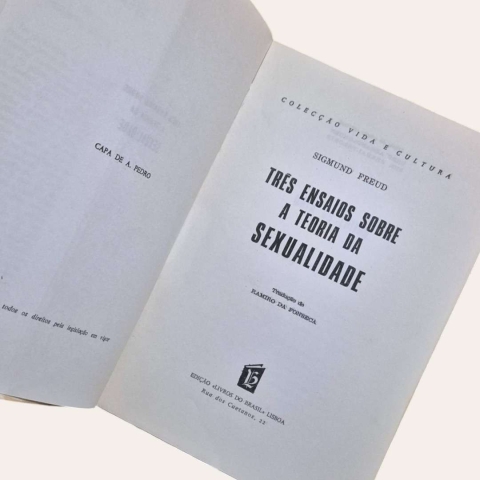 CAPA DE A. PEDRO
COLECÇÃO VIDA E CULTURA
SIGMUND FREUD
TRÊS ENSAIOS SOBRE
A TEORIA DA
SEXUALIDADE
Tradução de
RAMIRO DA FONSECA
EDIÇÃO «LIVROS DO BRASIL» LISBOA
Rua dos Caetanos, 22
todos os direitos pela legislação em vigor